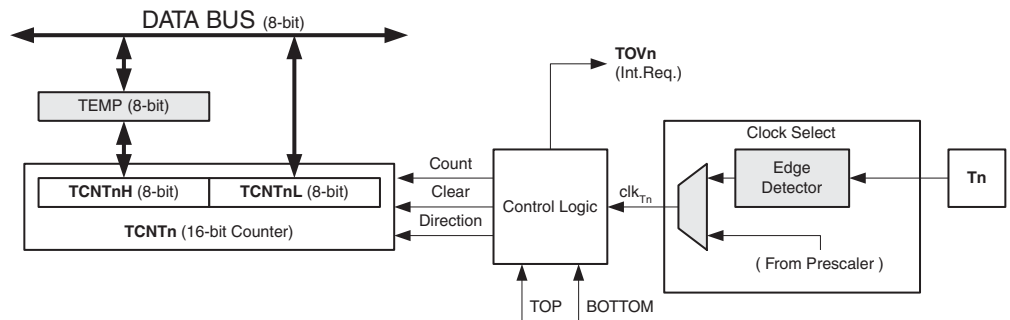 DATA BUS (8-bit)
TOVn
(Int.Req.)
TEMP (8-bit)
Clock Select
Count
Edge
Detector
Tn
TCNTnH (8-bit) TCNTnL (8-bit)
Clear
Control Logic
clkTn
TCNTn (16-bit Counter)
Direction
( From Prescaler )
TOP
BOTTOM